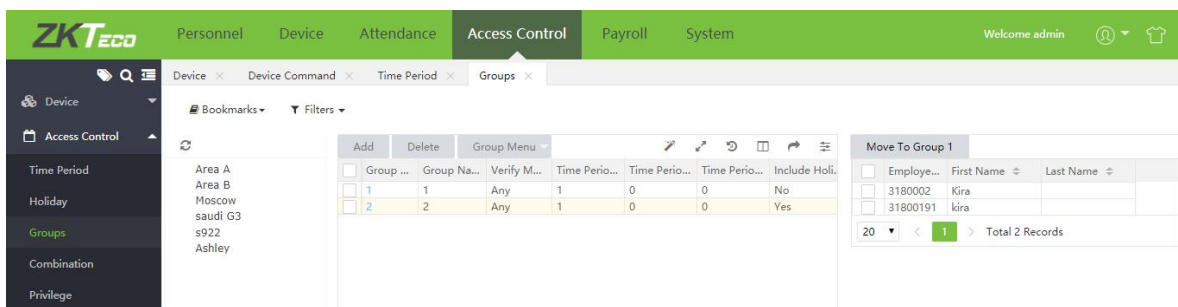 ZKTECO Personnel Device Attendance Access Control Payroll System Welcome admin
Device × Device Command × Time Period × Groups ×
Device
Bookmarks Filters
Access Control
Add Delete Group Menu Move To Group 1
Time Period
Holiday
Groups
Combination
Privilege
Area A
Area B
Moscow
saudi G3
s922
Ashley
Group ... Group Na... Verify M... Time Perio... Time Perio... Time Perio... Include Holi.
1 1 Any 1 0 0 No
2 2 Any 1 0 0 Yes
Employe... First Name Last Name
3180002 Kira
31800191 kira
20 < 1 > Total 2 Records